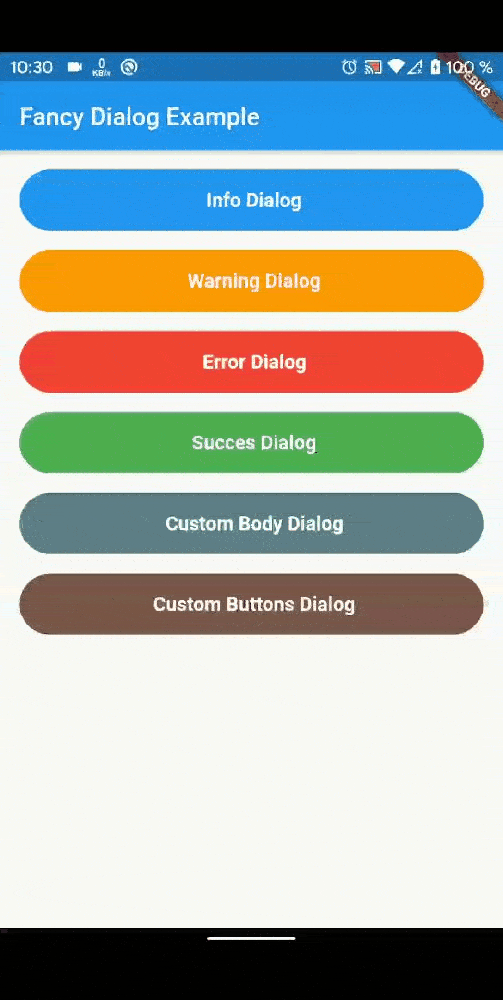 10:30 0 KB/s 100 %
DEBUG
Fancy Dialog Example
Info Dialog
Warning Dialog
Error Dialog
Succes Dialog
Custom Body Dialog
Custom Buttons Dialog